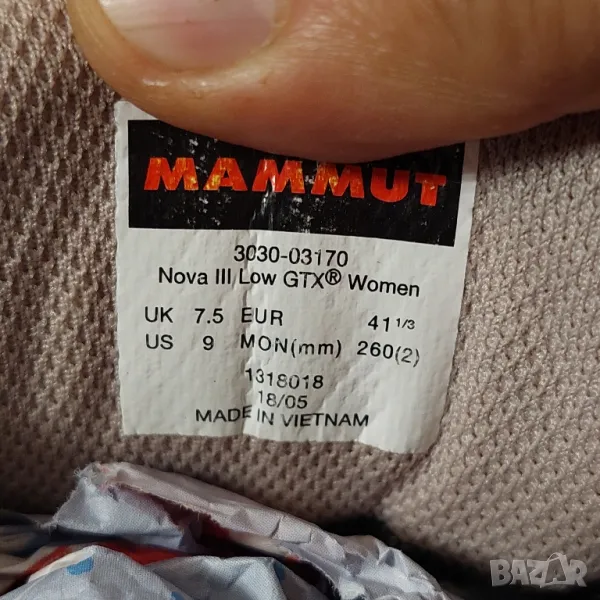 MAMMUT
3030-03170
Nova III Low GTX® Women
UK 7.5 EUR 41 1/3
US 9 MON(mm) 260(2)
1318018
18/05
MADE IN VIETNAM
BAZAR